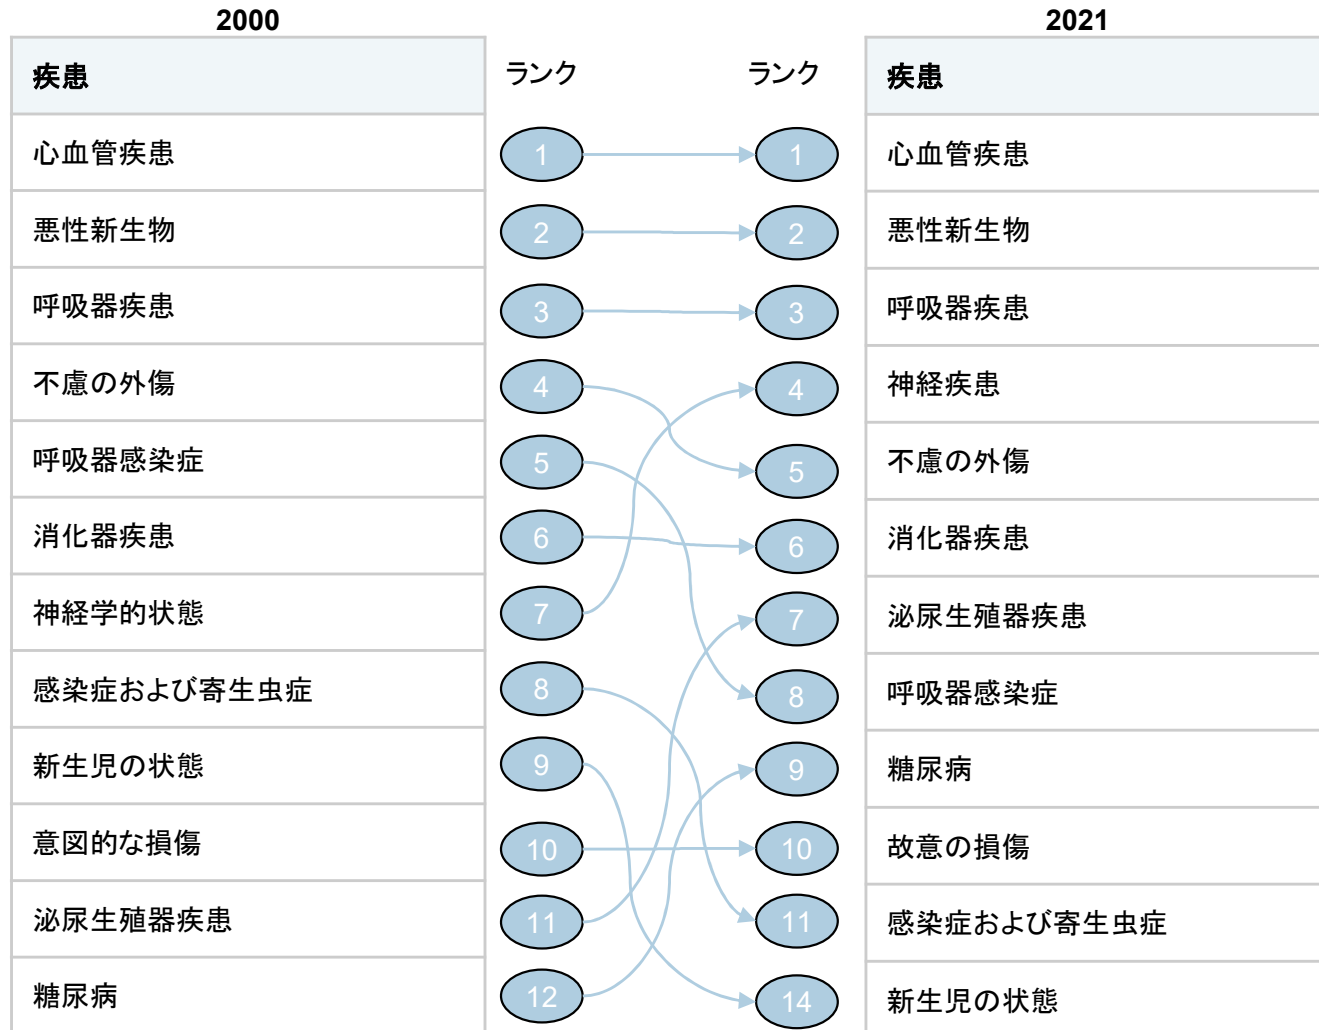 2000
2021
疾患
ランク
ランク
疾患
心血管疾患
1
1
心血管疾患
悪性新生物
2
2
悪性新生物
呼吸器疾患
3
3
呼吸器疾患
不慮の外傷
4
4
神経疾患
呼吸器感染症
5
5
不慮の外傷
消化器疾患
6
6
消化器疾患
神経学的状態
7
7
泌尿生殖器疾患
感染症および寄生虫症
8
8
呼吸器感染症
新生児の状態
9
9
糖尿病
意図的な損傷
10
10
故意の損傷
泌尿生殖器疾患
11
11
感染症および寄生虫症
糖尿病
12
14
新生児の状態